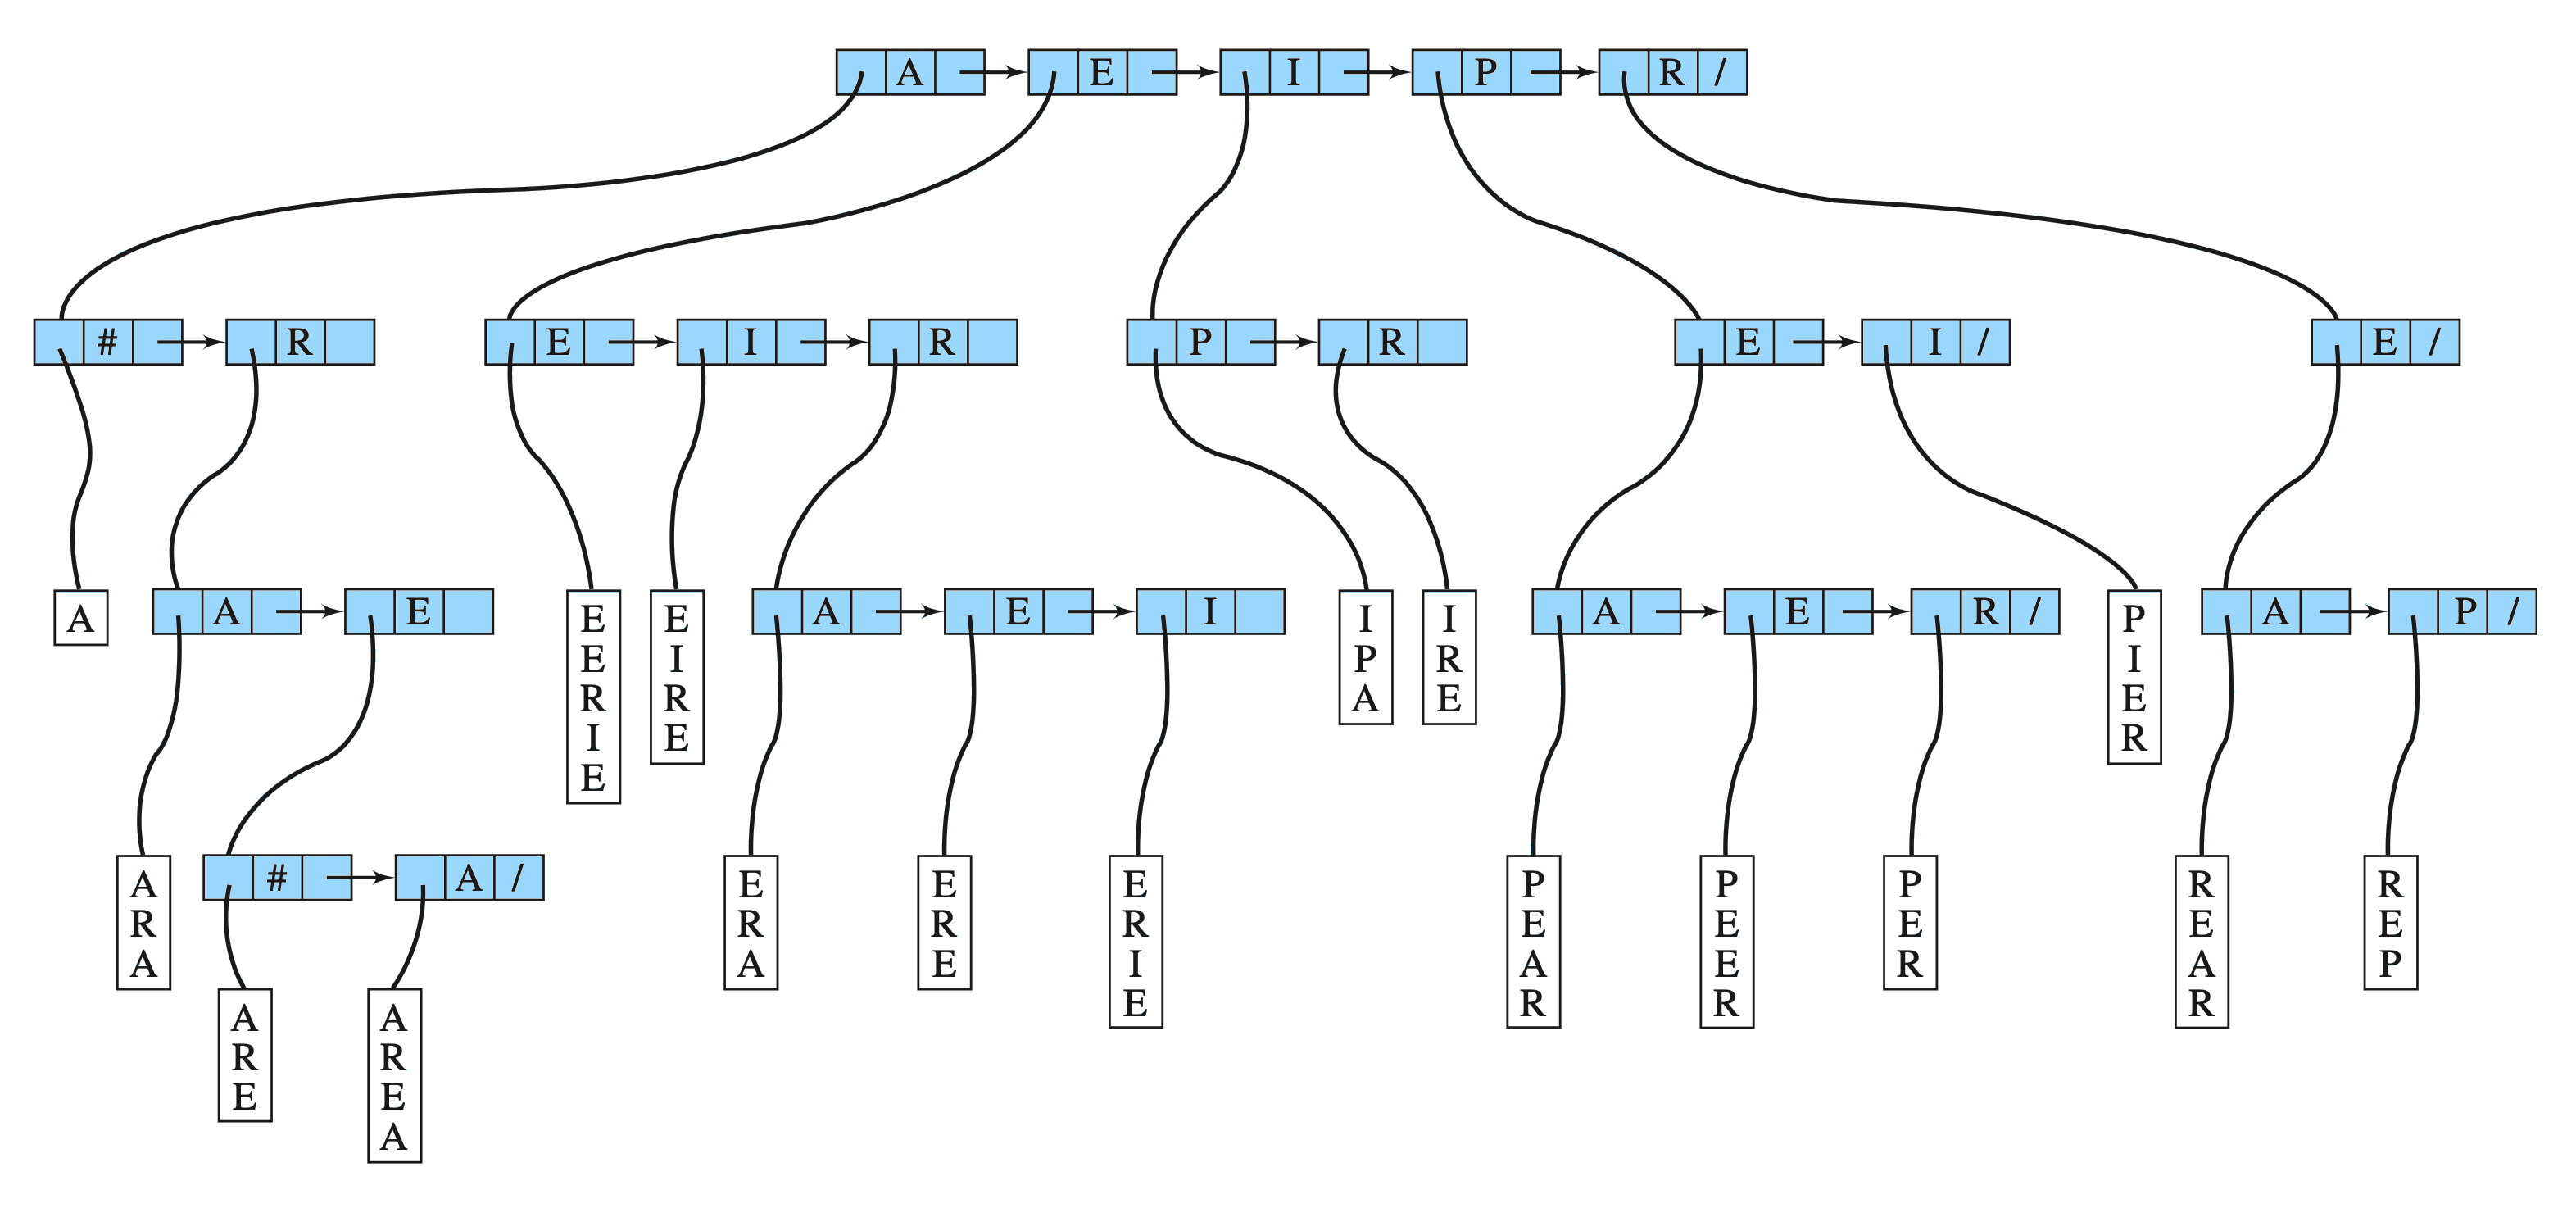 A E I P R /
# R E I R P R E I / E /
A A E EERIE EIRE A E I IPA IRE A E R / PIER A P /
ARA # A / ERA ERE ERIE PEAR PEER PER REAR REP
ARE AREA